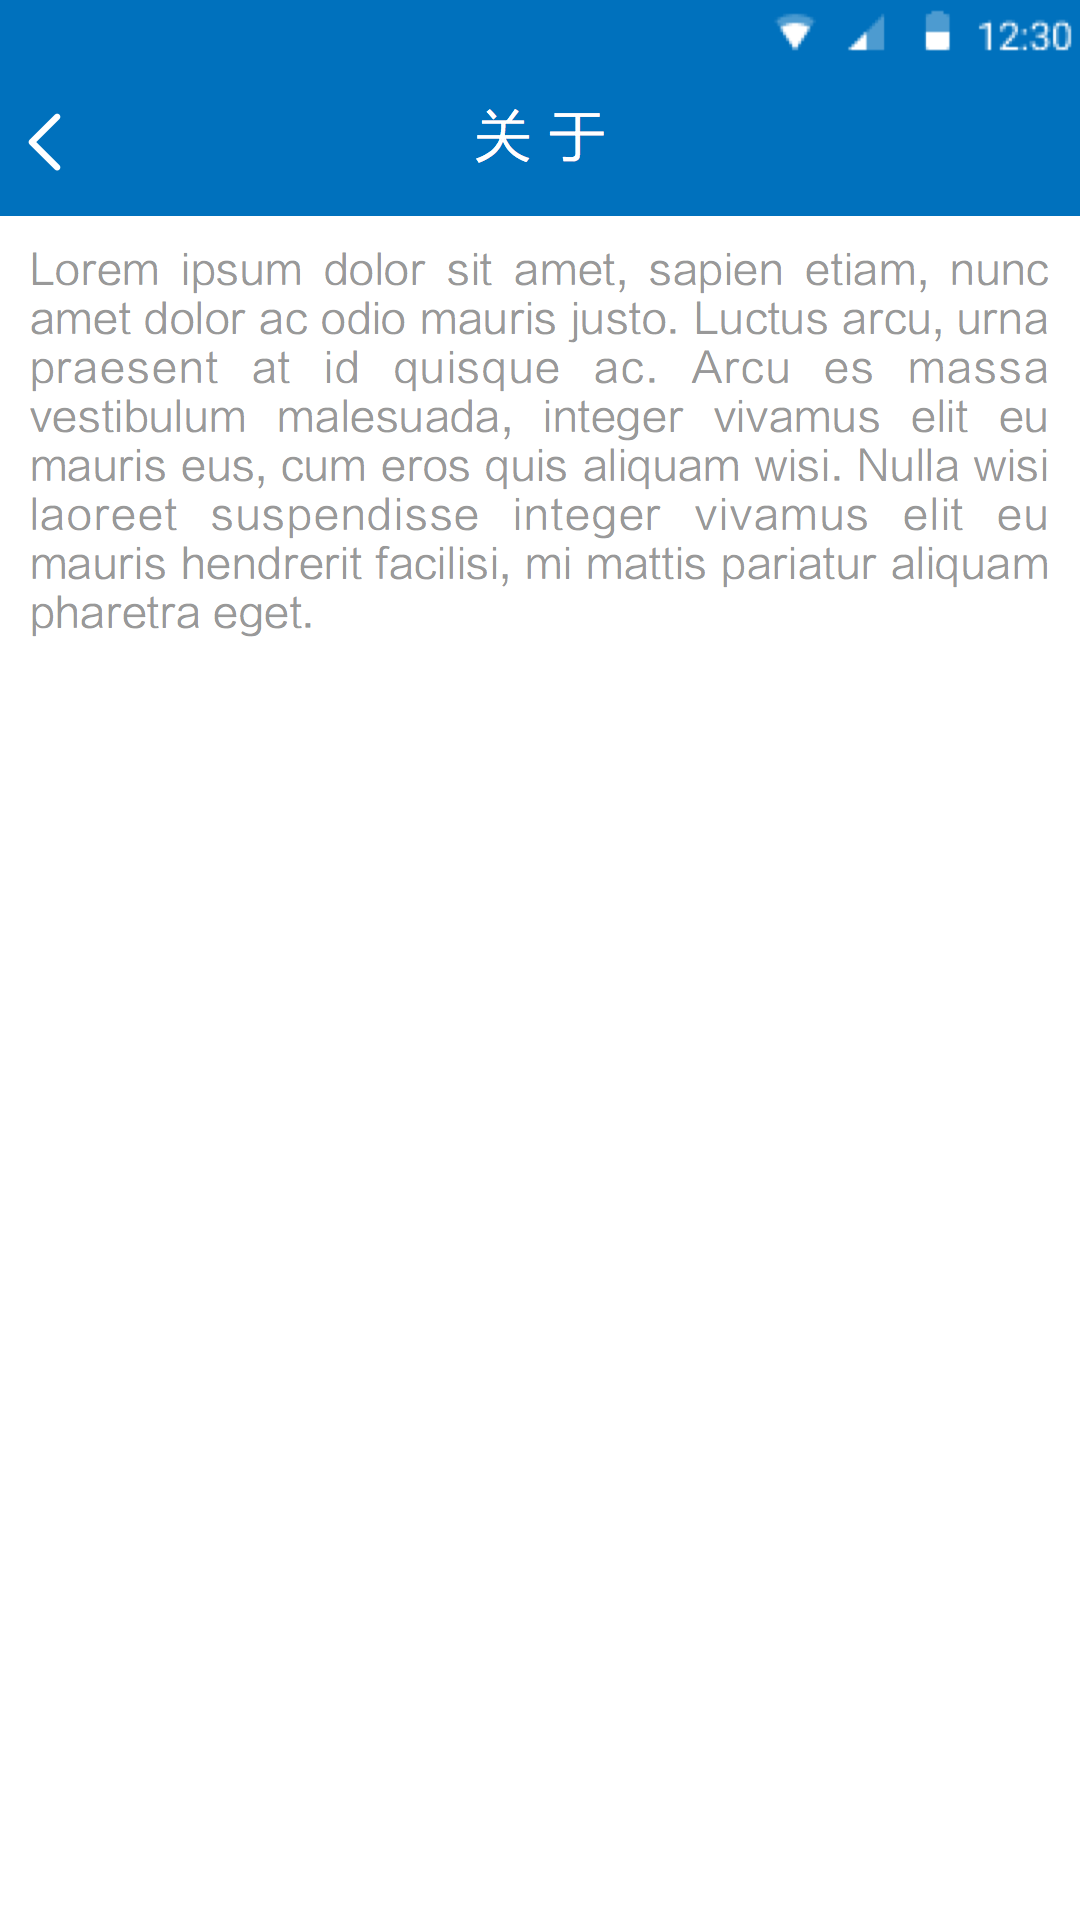 12:30
关于
Lorem ipsum dolor sit amet, sapien etiam, nunc
amet dolor ac odio mauris justo. Luctus arcu, urna
praesent at id quisque ac. Arcu es massa
vestibulum malesuada, integer vivamus elit eu
mauris eus, cum eros quis aliquam wisi. Nulla wisi
laoreet suspendisse integer vivamus elit eu
mauris hendrerit facilisi, mi mattis pariatur aliquam
pharetra eget.